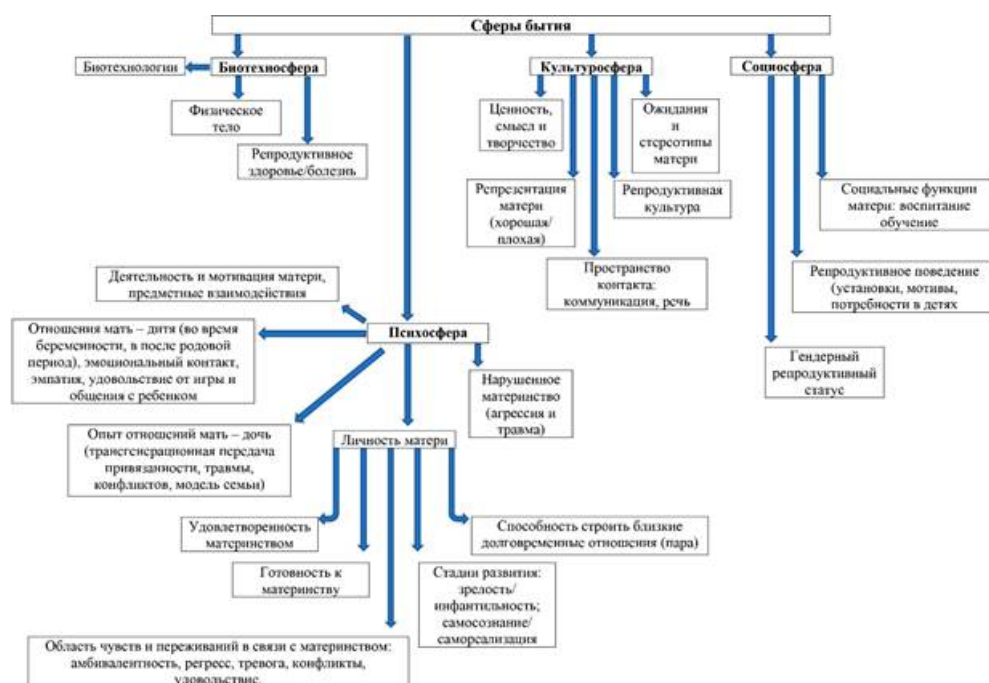 Сферы бытия
Биотехнологии
Биотехносфера
Физическое
тело
Репродуктивное
здоровье/болезнь
Культуросфера
Ценность,
смысл и
творчество
Ожидания
и
стереотипы
матери
Репрезентация
матери
(хорошая/
плохая)
Репродуктивная
культура
Пространство
контакта:
коммуникация, речь
Социосфера
Социальные функции
матери: воспитание
обучение
Репродуктивное поведение
(установки, мотивы,
потребности в детях
Гендерный
репродуктивный
статус
Психосфера
Деятельность и мотивация матери,
предметные взаимодействия
Отношения мать – дитя (во время
беременности, в после родовой
период), эмоциональный контакт,
эмпатия, удовольствие от игры и
общения с ребенком
Опыт отношений мать – дочь
(трансгенерационная передача
привязанности, травмы,
конфликтов, модель семьи)
Нарушенное
материнство
(агрессия и
травма)
Личность матери
Удовлетворенность
материнством
Готовность к
материнству
Область чувств и переживаний в связи с материнством:
амбивалентность, регресс, тревога, конфликты,
удовольствие.
Стадии развития:
зрелость/
инфантильность;
самосознание/
самореализация
Способность строить близкие
долговременные отношения (пара)